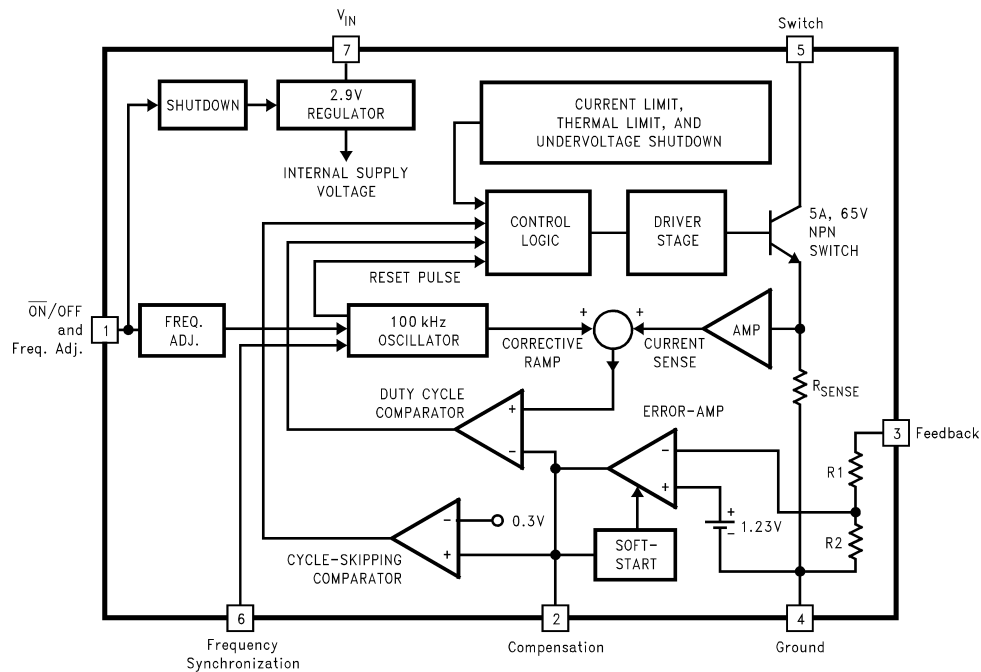 VIN
Switch
7
5
SHUTDOWN
2.9V
REGULATOR
CURRENT LIMIT,
THERMAL LIMIT, AND
UNDERVOLTAGE SHUTDOWN
INTERNAL SUPPLY
VOLTAGE
CONTROL
LOGIC
DRIVER
STAGE
5A, 65V
NPN
SWITCH
RESET PULSE
ON/OFF
and
Freq. Adj.
1
FREQ.
ADJ.
100 kHz
OSCILLATOR
+
+
CORRECTIVE
RAMP
CURRENT
SENSE
AMP
RSENSE
DUTY CYCLE
COMPARATOR
+
-
ERROR-AMP
-
+
3
Feedback
R1
R2
+
-
1.23V
-
+
0.3V
CYCLE-SKIPPING
COMPARATOR
SOFT-
START
6
2
4
Frequency
Synchronization
Compensation
Ground